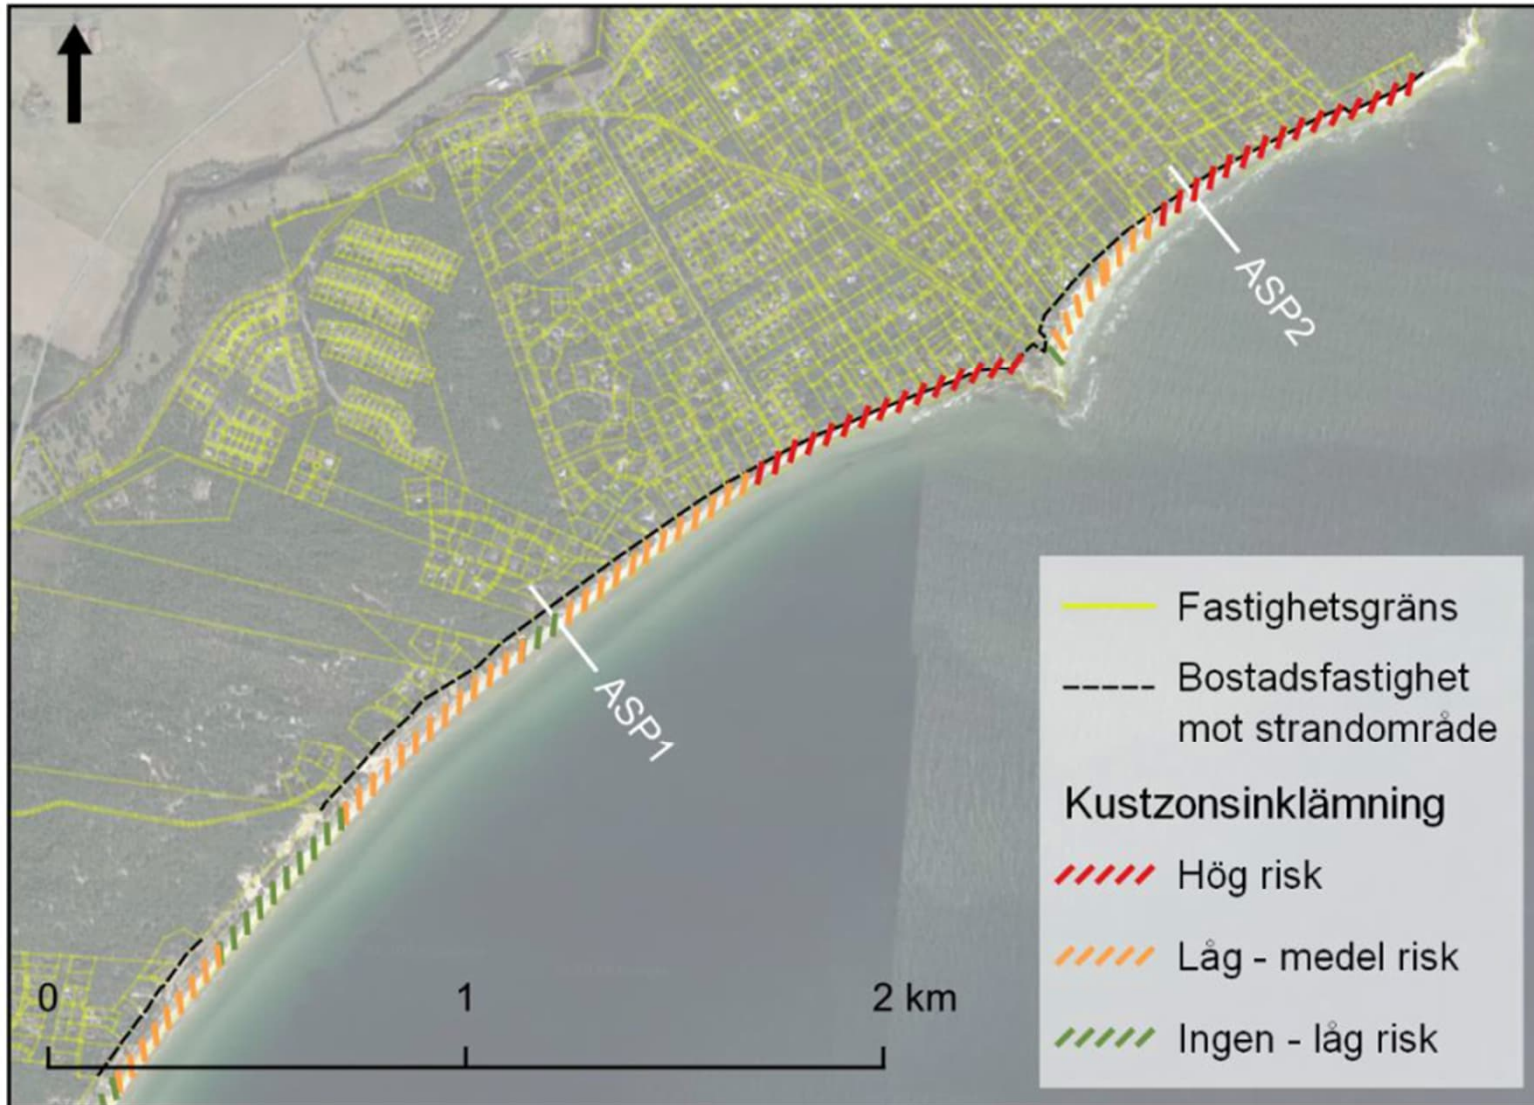 ASP2
ASP1
0 1 2 km
Fastighetsgräns
Bostadsfastighet
mot strandområde
Kustzonsinklämning
Hög risk
Låg - medel risk
Ingen - låg risk